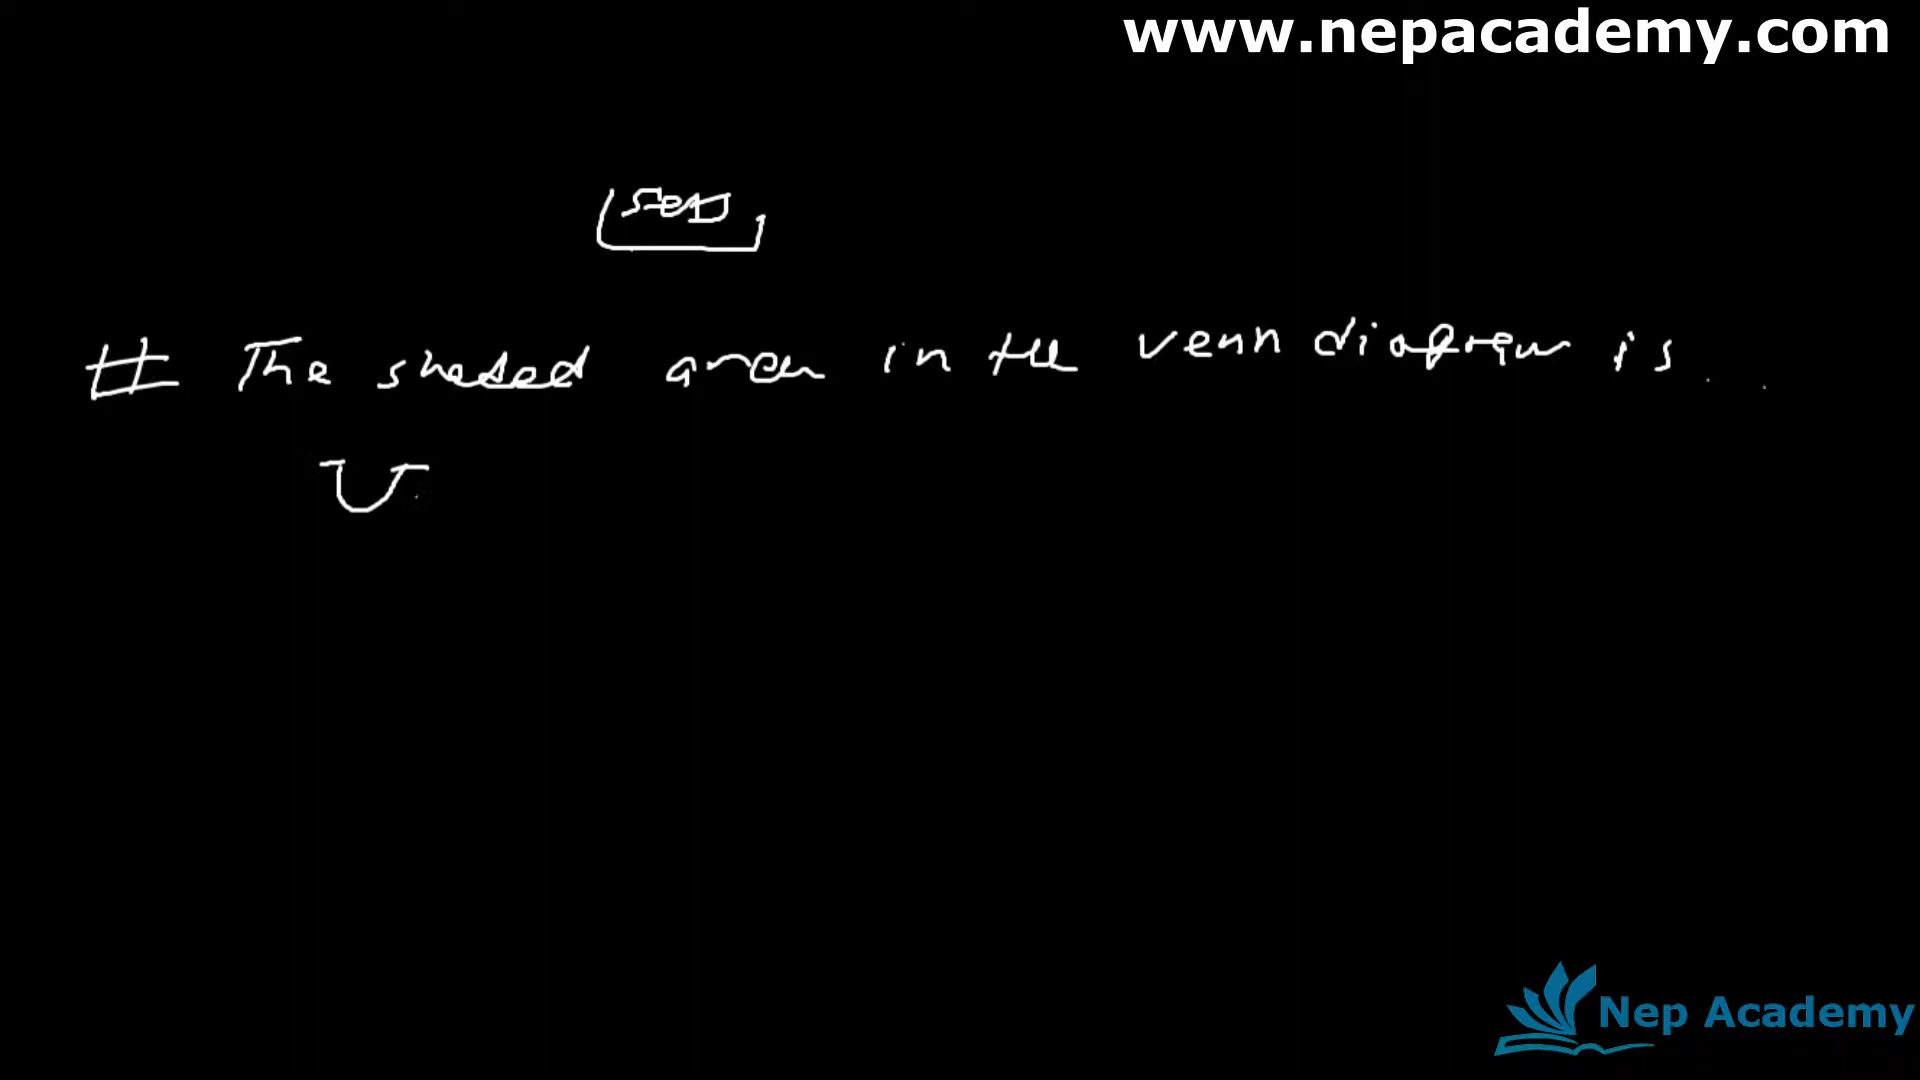 www.nepacademy.com
Sets
# The shaded area in the venn diagram is . .
U
Nep Academy